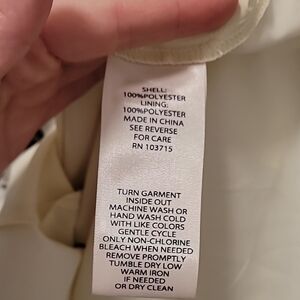 SHELL:
100%POLYESTER
LINING:
100%POLYESTER
MADE IN CHINA
SEE REVERSE
FOR CARE
RN 103715
TURN GARMENT
INSIDE OUT
MACHINE WASH OR
HAND WASH COLD
WITH LIKE COLORS
GENTLE CYCLE
ONLY NON-CHLORINE
BLEACH WHEN NEEDED
REMOVE PROMPTLY
TUMBLE DRY LOW
WARM IRON
IF NEEDED
OR DRY CLEAN